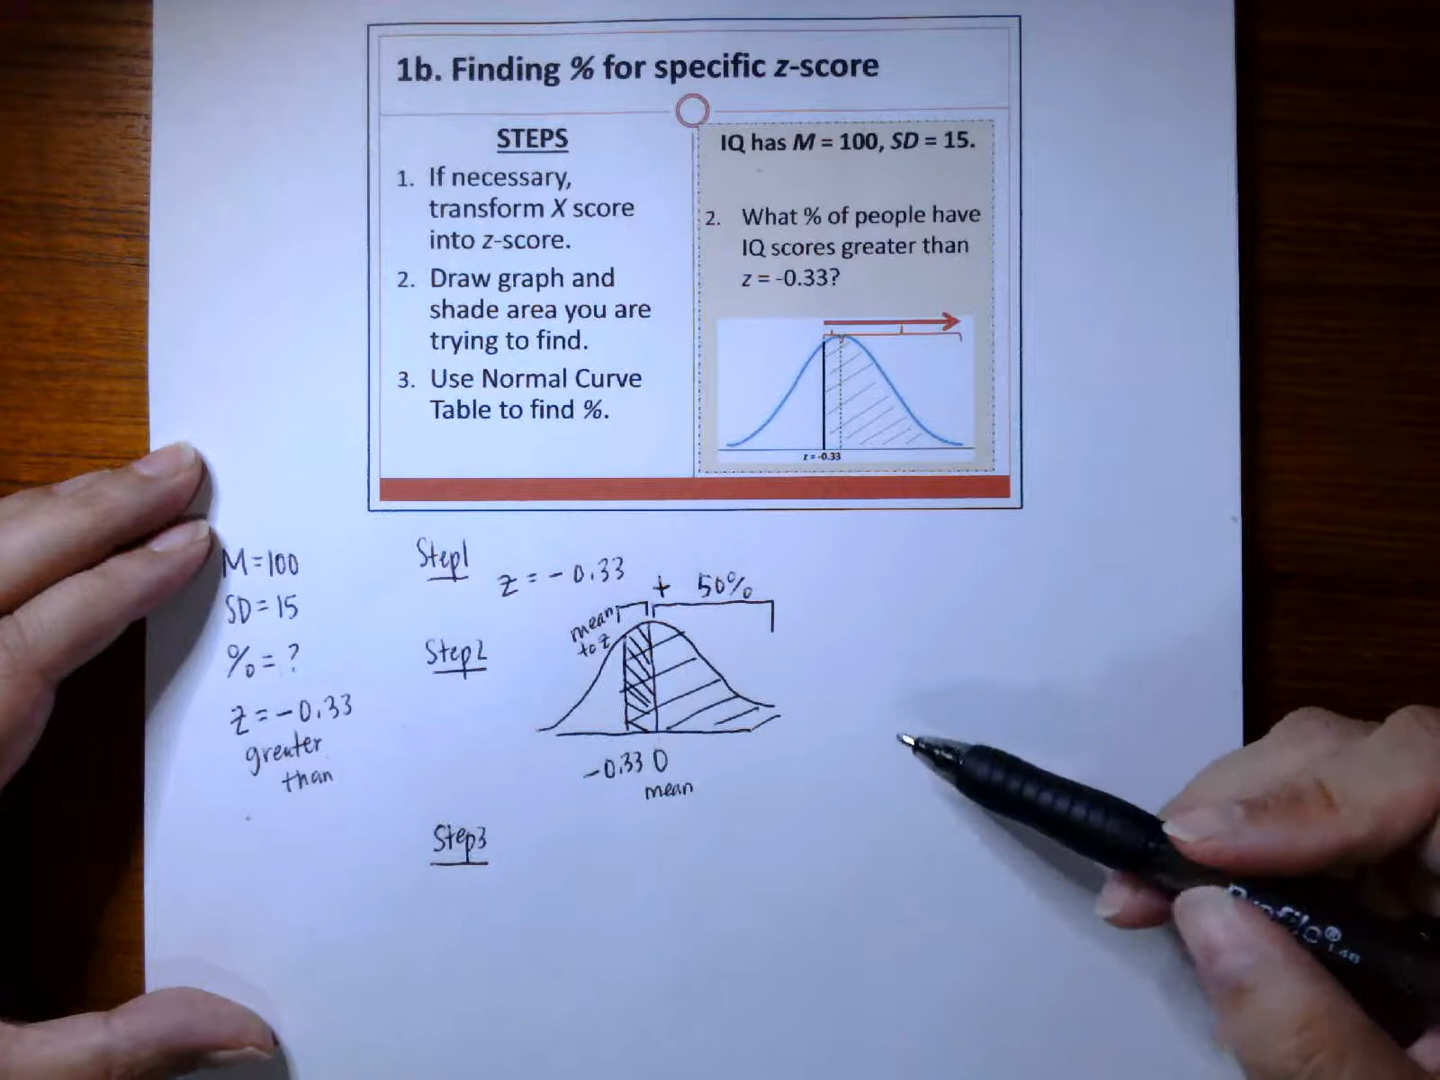 1b. Finding % for specific z-score
STEPS
1. If necessary,
transform X score
into z-score.
2. Draw graph and
shade area you are
trying to find.
3. Use Normal Curve
Table to find %.
IQ has M = 100, SD = 15.
2. What % of people have
IQ scores greater than
z = -0.33?
z = -0.33
M=100
SD=15
%=?
z=-0.33
greater
than
Step1
z=-0.33
+ 50%
mean
to z
Step2
-0.33 0
mean
Step3